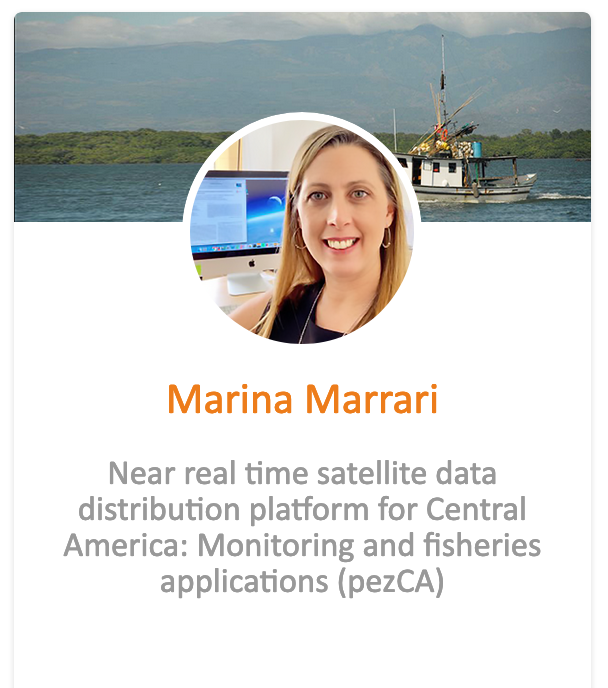 Marina Marrari
Near real time satellite data
distribution platform for Central
America: Monitoring and fisheries
applications (pezCA)